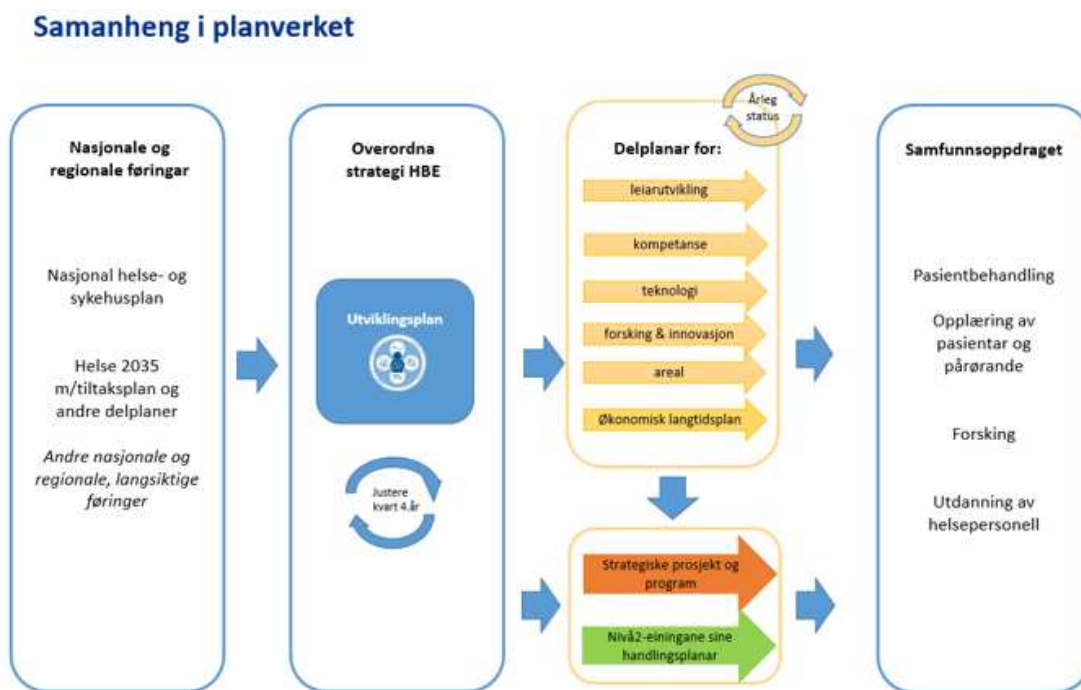 Samanheng i planverket
Nasjonale og
regionale føringar
Nasjonal helse- og
sykehusplan
Helse 2035
m/tiltaksplan og
andre delplaner
Andre nasjonale og
regionale, langsiktige
føringer
Overordna
strategi HBE
Utviklingsplan
Justere
kvart 4.år
Årleg
status
Delplanar for:
leiarutvikling
kompetanse
teknologi
forsking & innovasjon
areal
Økonomisk langtidsplan
Strategiske prosjekt og
program
Nivå2-einingane sine
handlingsplanar
Samfunnsoppdraget
Pasientbehandling
Opplæring av
pasientar og
pårørande
Forsking
Utdanning av
helsepersonell